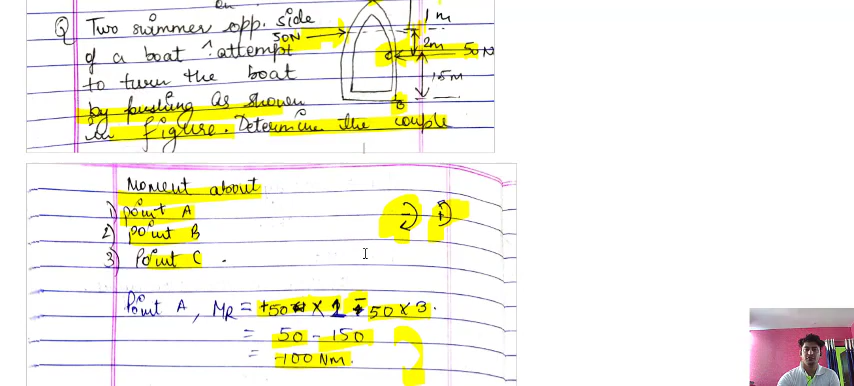 Q Two swimmer opp. side
of a boat attempt
to turn the boat
by pushing as shown
in figure. Determine the couple
50N
1m
2m
50 N
1.5m
B
Moment about
1) point A
2) point B
3) Point C .
Point A, MR = +50 × 1 - 50 × 3.
= 50 - 150
= -100 Nm.